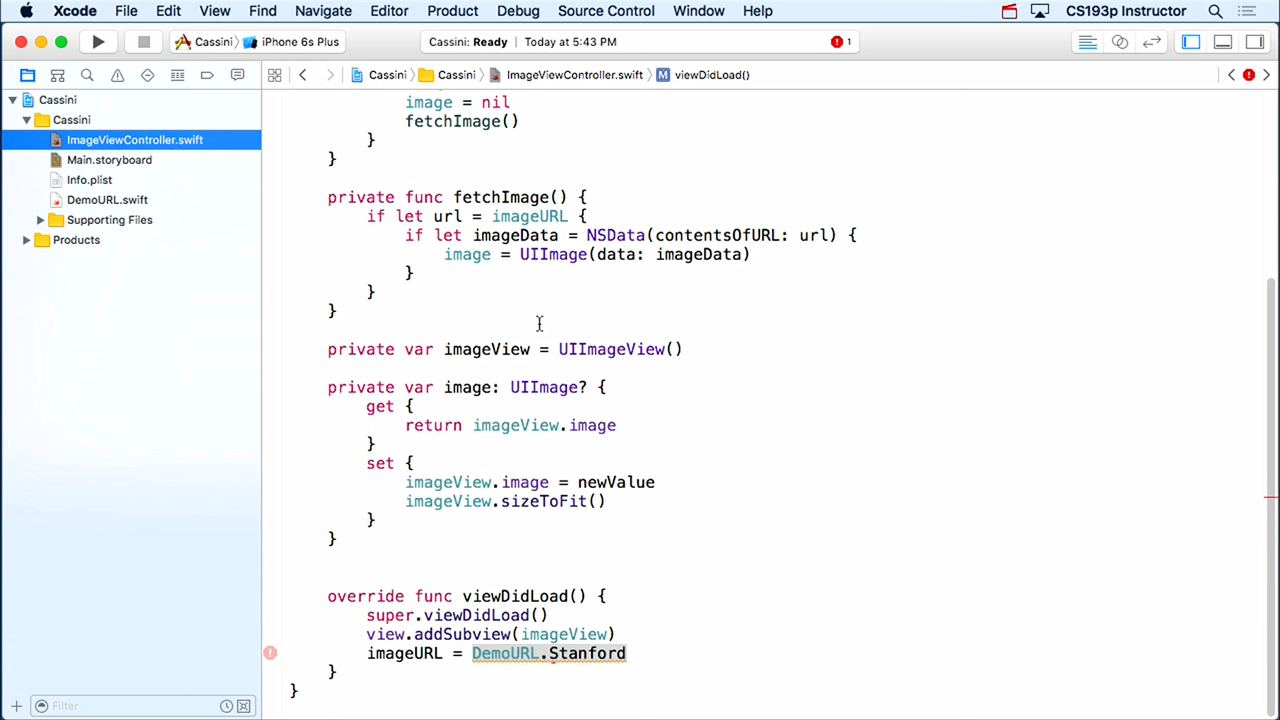 Xcode File Edit View Find Navigate Editor Product Debug Source Control Window Help CS193p Instructor
Cassini iPhone 6s Plus Cassini: Ready Today at 5:43 PM 1
Cassini Cassini ImageViewController.swift M viewDidLoad()
Cassini
Cassini
ImageViewController.swift
Main.storyboard
Info.plist
DemoURL.swift
Supporting Files
Products
image = nil
fetchImage()
}
}
private func fetchImage() {
if let url = imageURL {
if let imageData = NSData(contentsOfURL: url) {
image = UIImage(data: imageData)
}
}
}
private var imageView = UIImageView()
private var image: UIImage? {
get {
return imageView.image
}
set {
imageView.image = newValue
imageView.sizeToFit()
}
}
override func viewDidLoad() {
super.viewDidLoad()
view.addSubview(imageView)
imageURL = DemoURL.Stanford
}
}
Filter